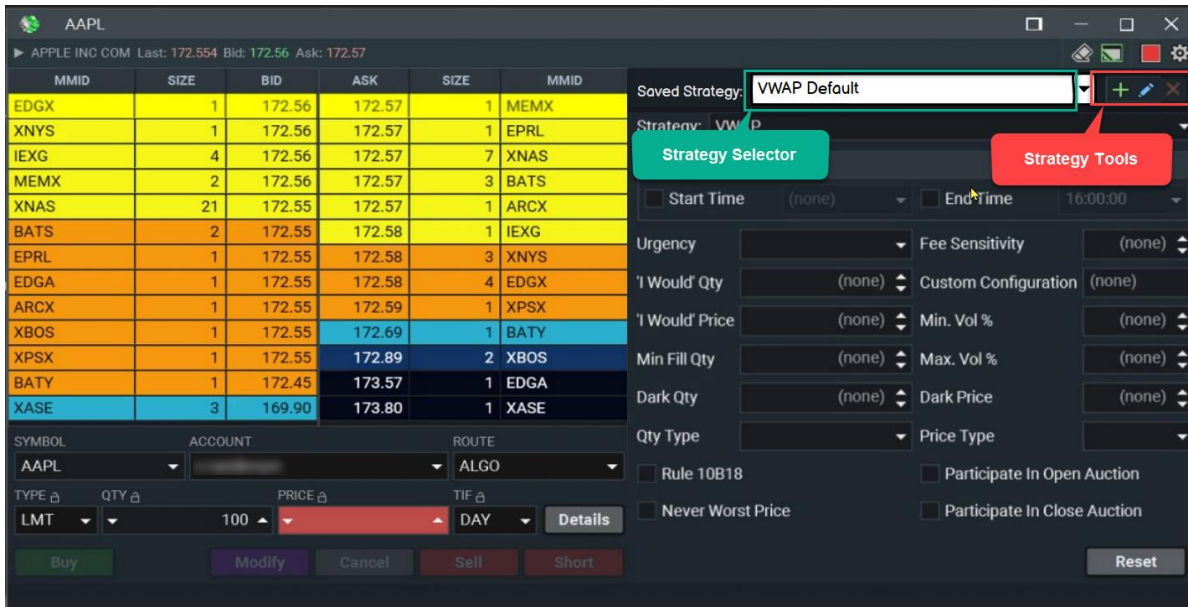 AAPL
APPLE INC COM Last: 172.554 Bid: 172.56 Ask: 172.57
MMID SIZE BID ASK SIZE MMID
EDGX 1 172.56 172.57 1 MEMX
XNYS 1 172.56 172.57 1 EPRL
IEXG 4 172.56 172.57 7 XNAS
MEMX 2 172.56 172.57 3 BATS
XNAS 21 172.55 172.57 1 ARCX
BATS 2 172.55 172.58 1 IEXG
EPRL 1 172.55 172.58 3 XNYS
EDGA 1 172.55 172.58 4 EDGX
ARCX 1 172.55 172.59 1 XPSX
XBOS 1 172.55 172.69 1 BATY
XPSX 1 172.55 172.89 2 XBOS
BATY 1 172.45 173.57 1 EDGA
XASE 3 169.90 173.80 1 XASE
SYMBOL ACCOUNT ROUTE
AAPL ALGO
TYPE QTY PRICE TIF
LMT 100 DAY Details
Buy Modify Cancel Sell Short
Saved Strategy: VWAP Default
Strategy: VWAP
Strategy Selector Strategy Tools
Start Time (none) End Time 16:00:00
Urgency Fee Sensitivity (none)
'I Would' Qty (none) Custom Configuration (none)
'I Would' Price (none) Min. Vol % (none)
Min Fill Qty (none) Max. Vol % (none)
Dark Qty (none) Dark Price (none)
Qty Type Price Type
Rule 10B18 Participate In Open Auction
Never Worst Price Participate In Close Auction
Reset